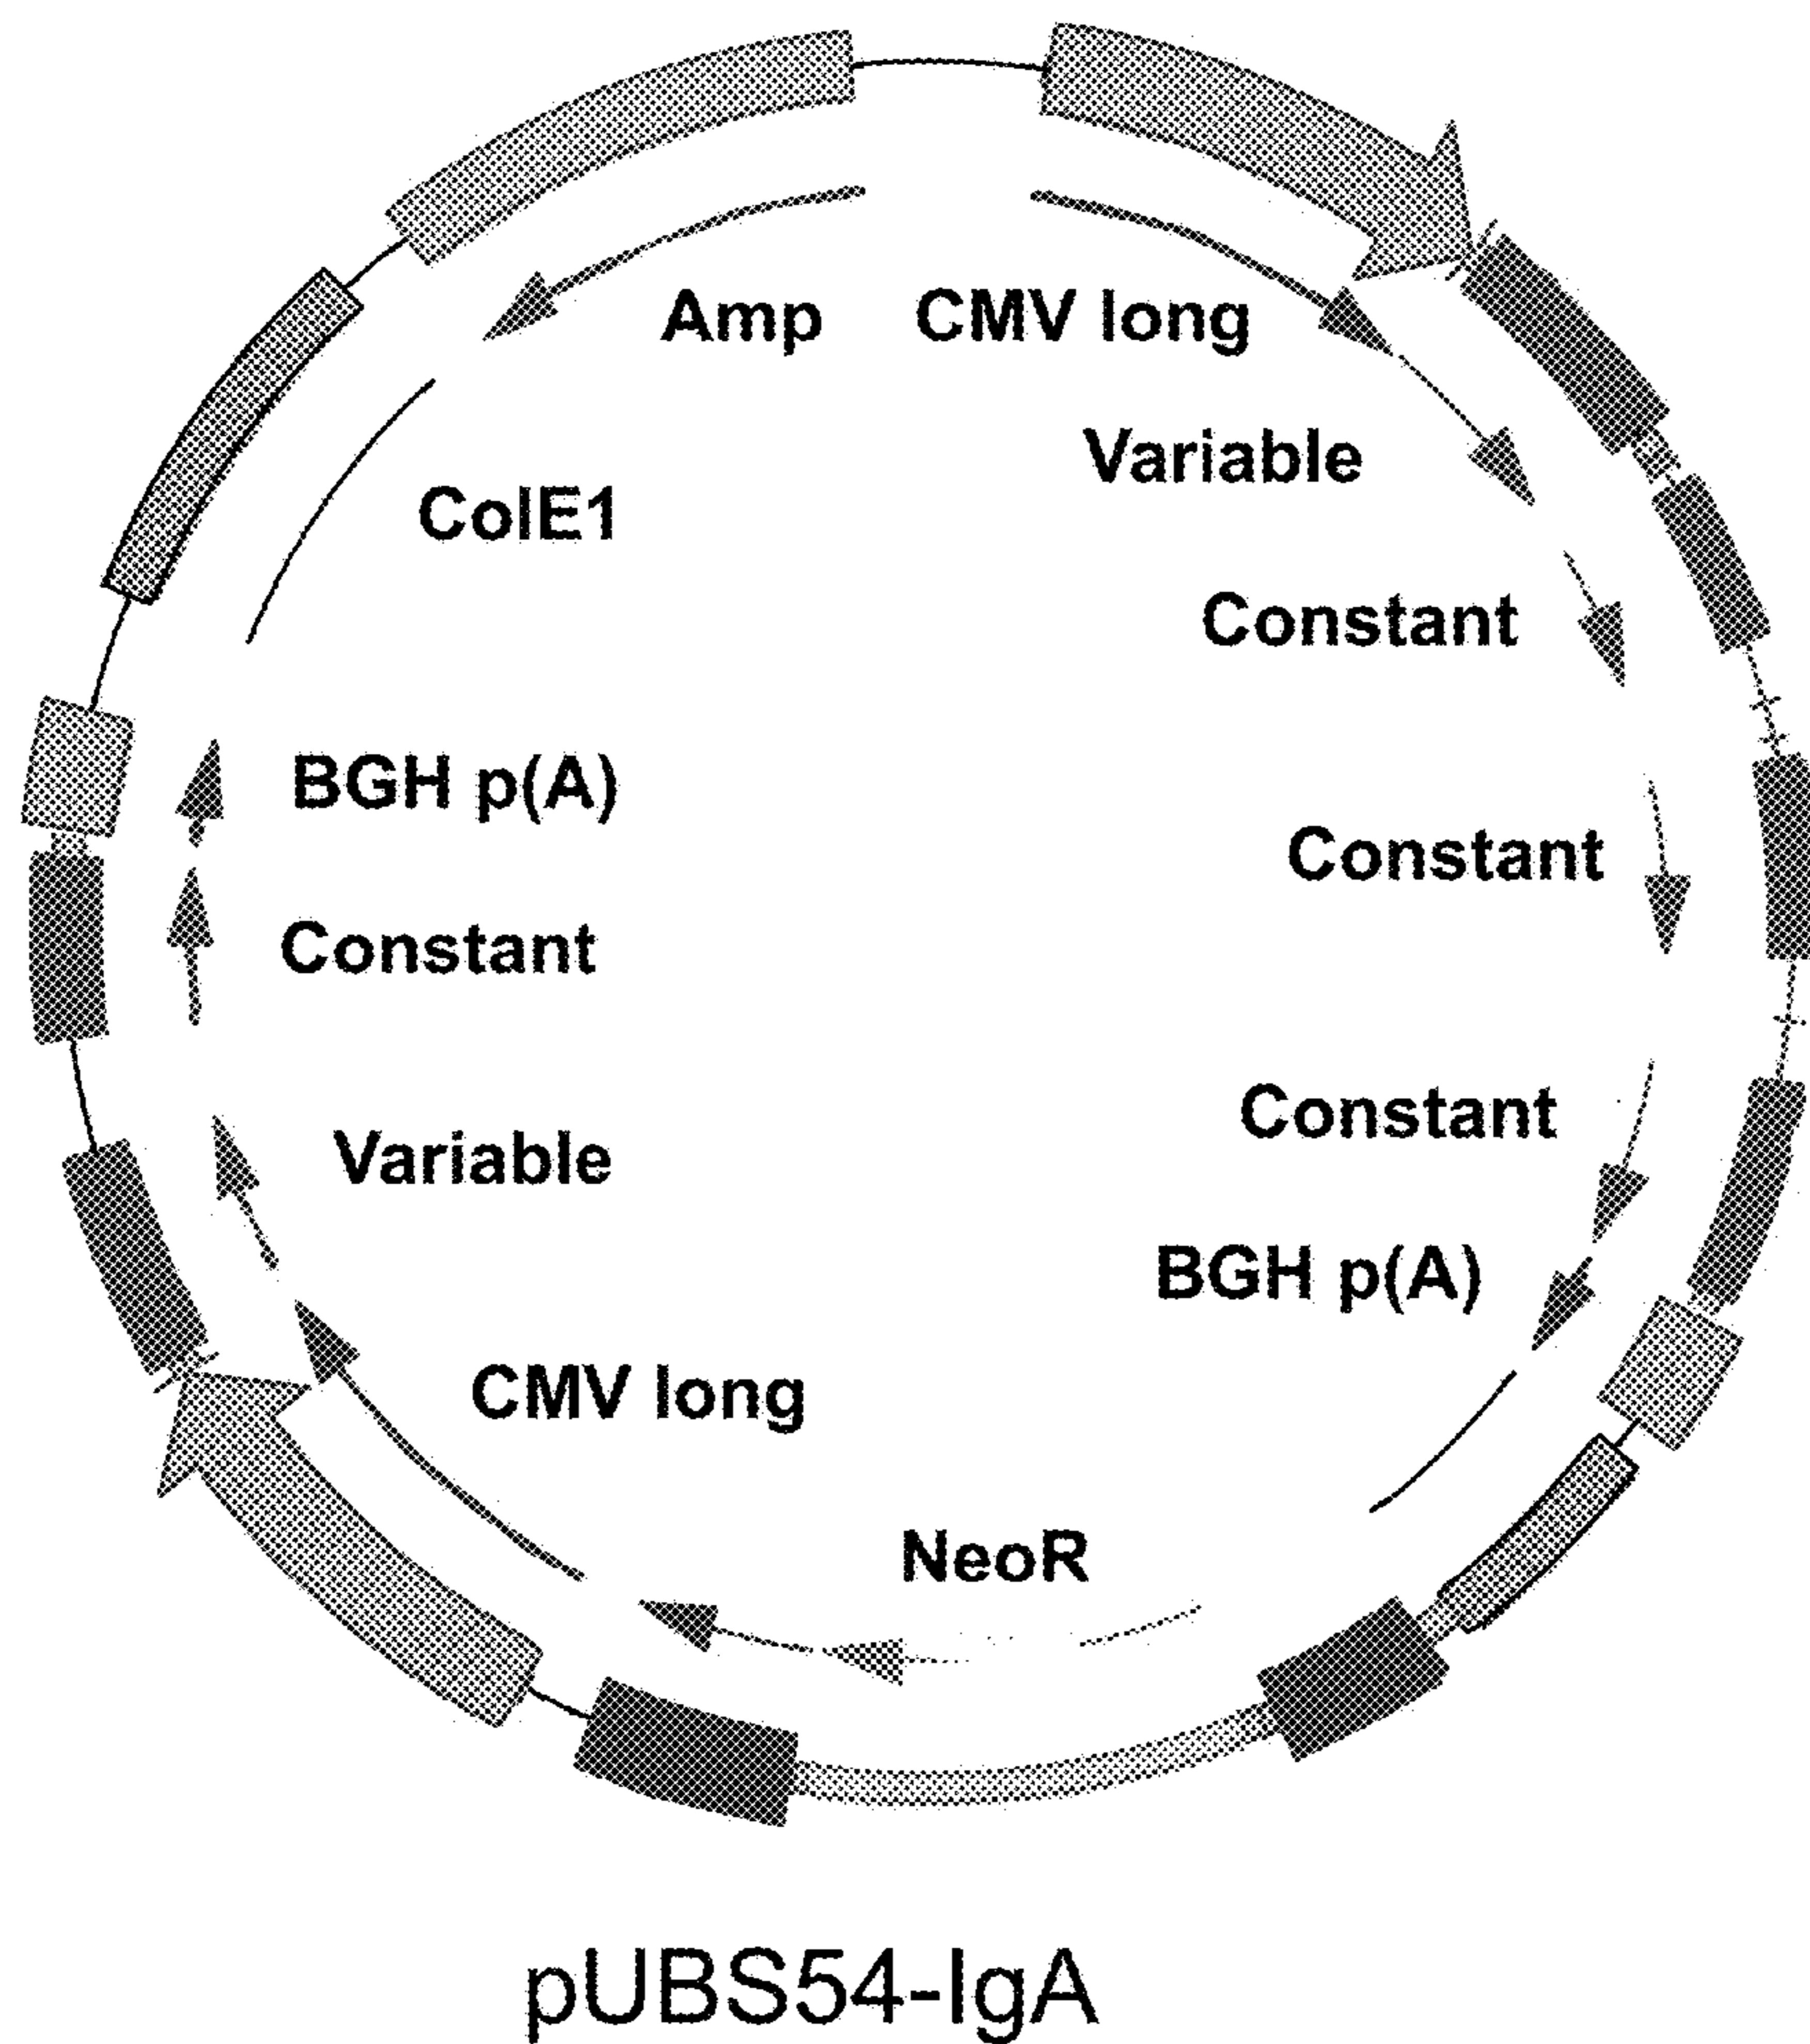 Amp
CMV long
Variable
ColE1
Constant
BGH p(A)
Constant
Constant
Constant
Variable
BGH p(A)
CMV long
NeoR
pUBS54-IgA